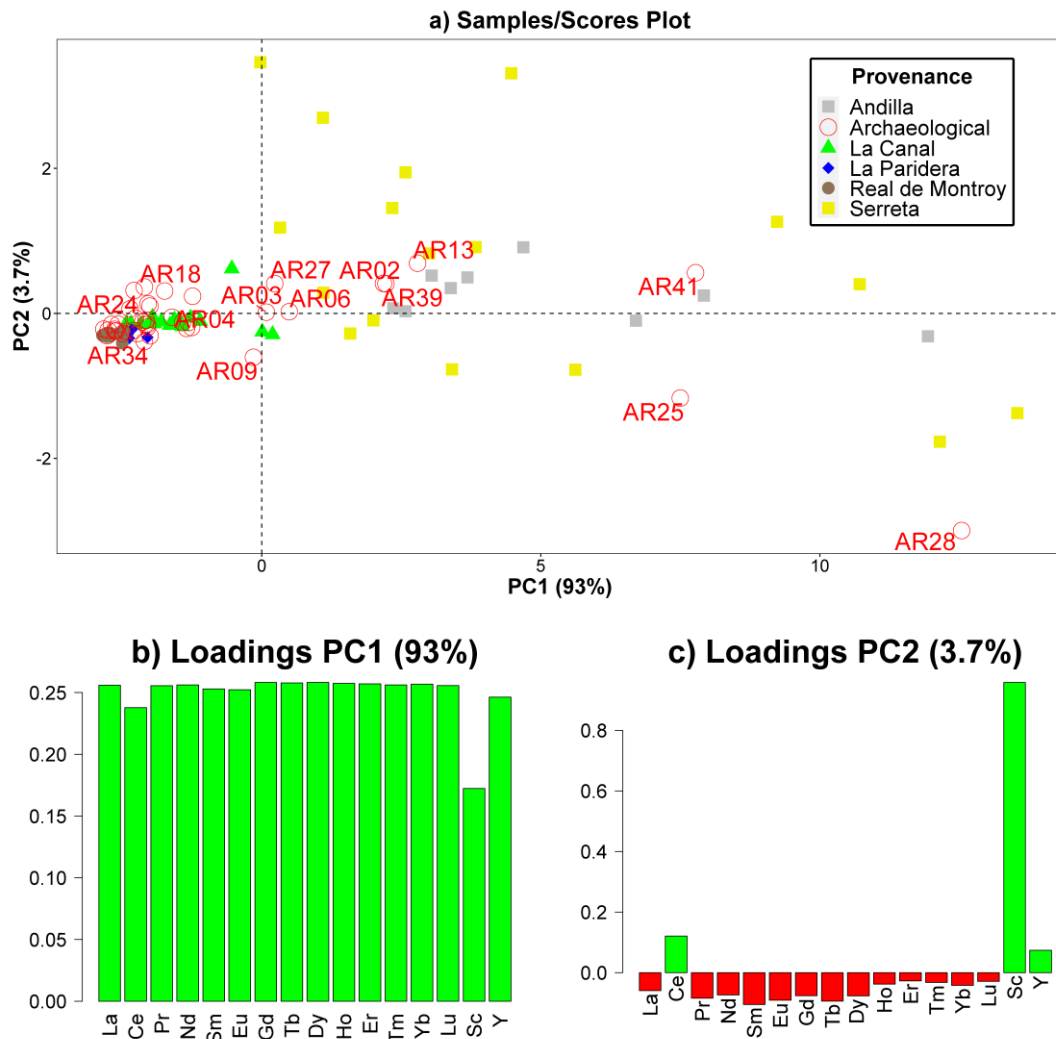 a) Samples/Scores Plot
Provenance
Andilla
Archaeological
La Canal
La Paridera
Real de Montroy
Serreta
PC2 (3.7%)
2
0
-2
AR18
AR24
AR34
AR04
AR09
AR03
AR27
AR06
AR02
AR39
AR13
AR41
AR25
AR28
0
5
10
PC1 (93%)
b) Loadings PC1 (93%)
0.25
0.20
0.15
0.10
0.05
0.00
La Ce Pr Nd Sm Eu Gd Tb Dy Ho Er Tm Yb Lu Sc Y
c) Loadings PC2 (3.7%)
0.8
0.6
0.4
0.2
0.0
La Ce Pr Nd Sm Eu Gd Tb Dy Ho Er Tm Yb Lu Sc Y